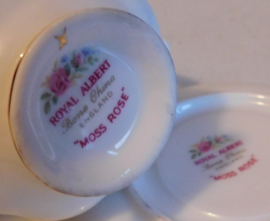 ROYAL ALBERT
Bone China
ENGLAND
"MOSS ROSE"
ROYAL ALBERT
"MOSS ROSE"